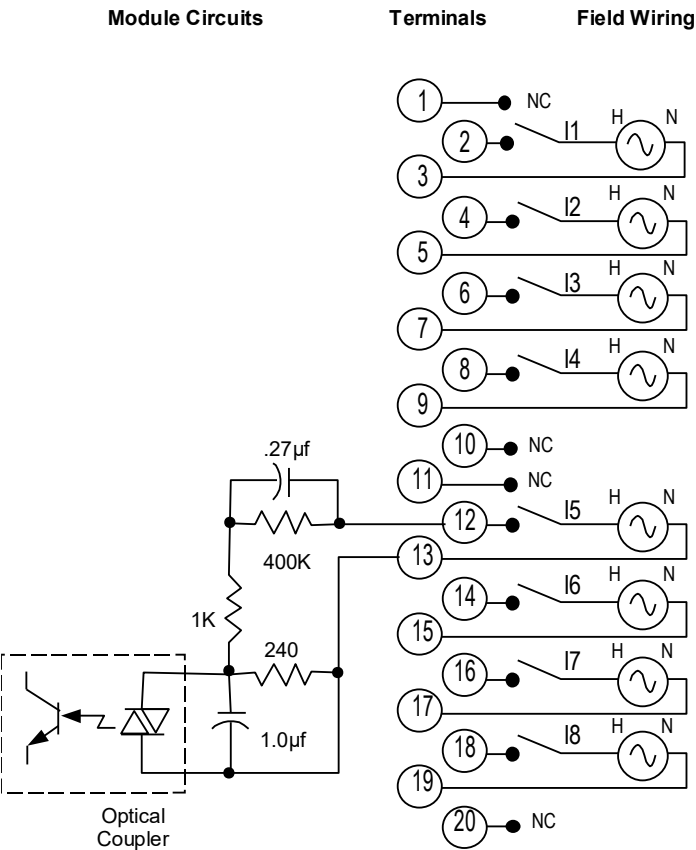 Module Circuits Terminals Field Wiring
1 NC
H N
2 I1
3
H N
4 I2
5
H N
6 I3
7
H N
8 I4
9
10 NC
.27µf
11 NC
H N
12 I5
400K
13
H N
14 I6
1K
15
240
H N
16 I7
17
H N
1.0µf
18 I8
19
Optical
Coupler
20 NC